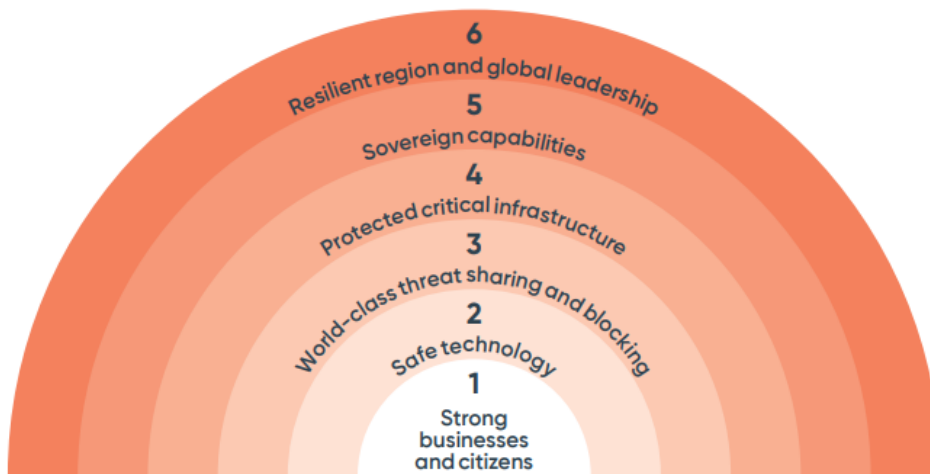 6
Resilient region and global leadership
5
Sovereign capabilities
4
Protected critical infrastructure
3
World-class threat sharing and blocking
2
Safe technology
1
Strong
businesses
and citizens